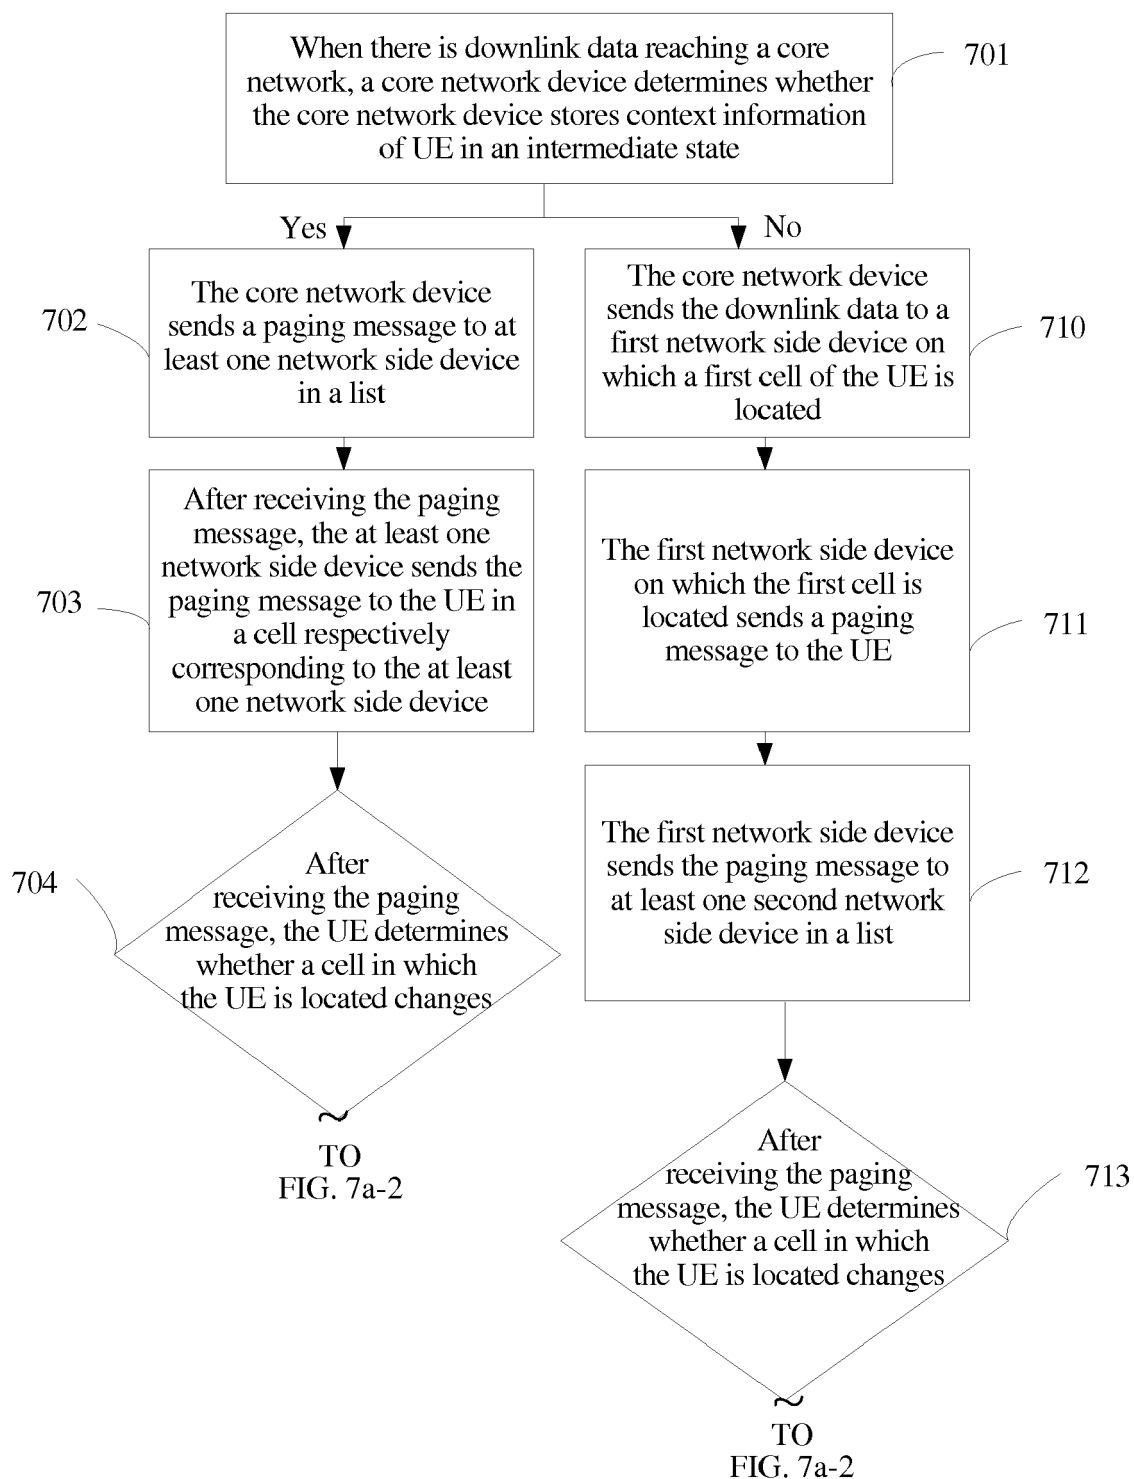 When there is downlink data reaching a core
network, a core network device determines whether
the core network device stores context information
of UE in an intermediate state
701
Yes
No
The core network device
sends a paging message to at
least one network side device
in a list
702
The core network device
sends the downlink data to a
first network side device on
which a first cell of the UE is
located
710
After receiving the paging
message, the at least one
network side device sends the
paging message to the UE in
a cell respectively
corresponding to the at least
one network side device
703
The first network side device
on which the first cell is
located sends a paging
message to the UE
711
The first network side device
sends the paging message to
at least one second network
side device in a list
712
After
receiving the paging
message, the UE determines
whether a cell in which
the UE is located changes
704
~
TO
FIG. 7a-2
After
receiving the paging
message, the UE determines
whether a cell in which
the UE is located changes
713
~
TO
FIG. 7a-2